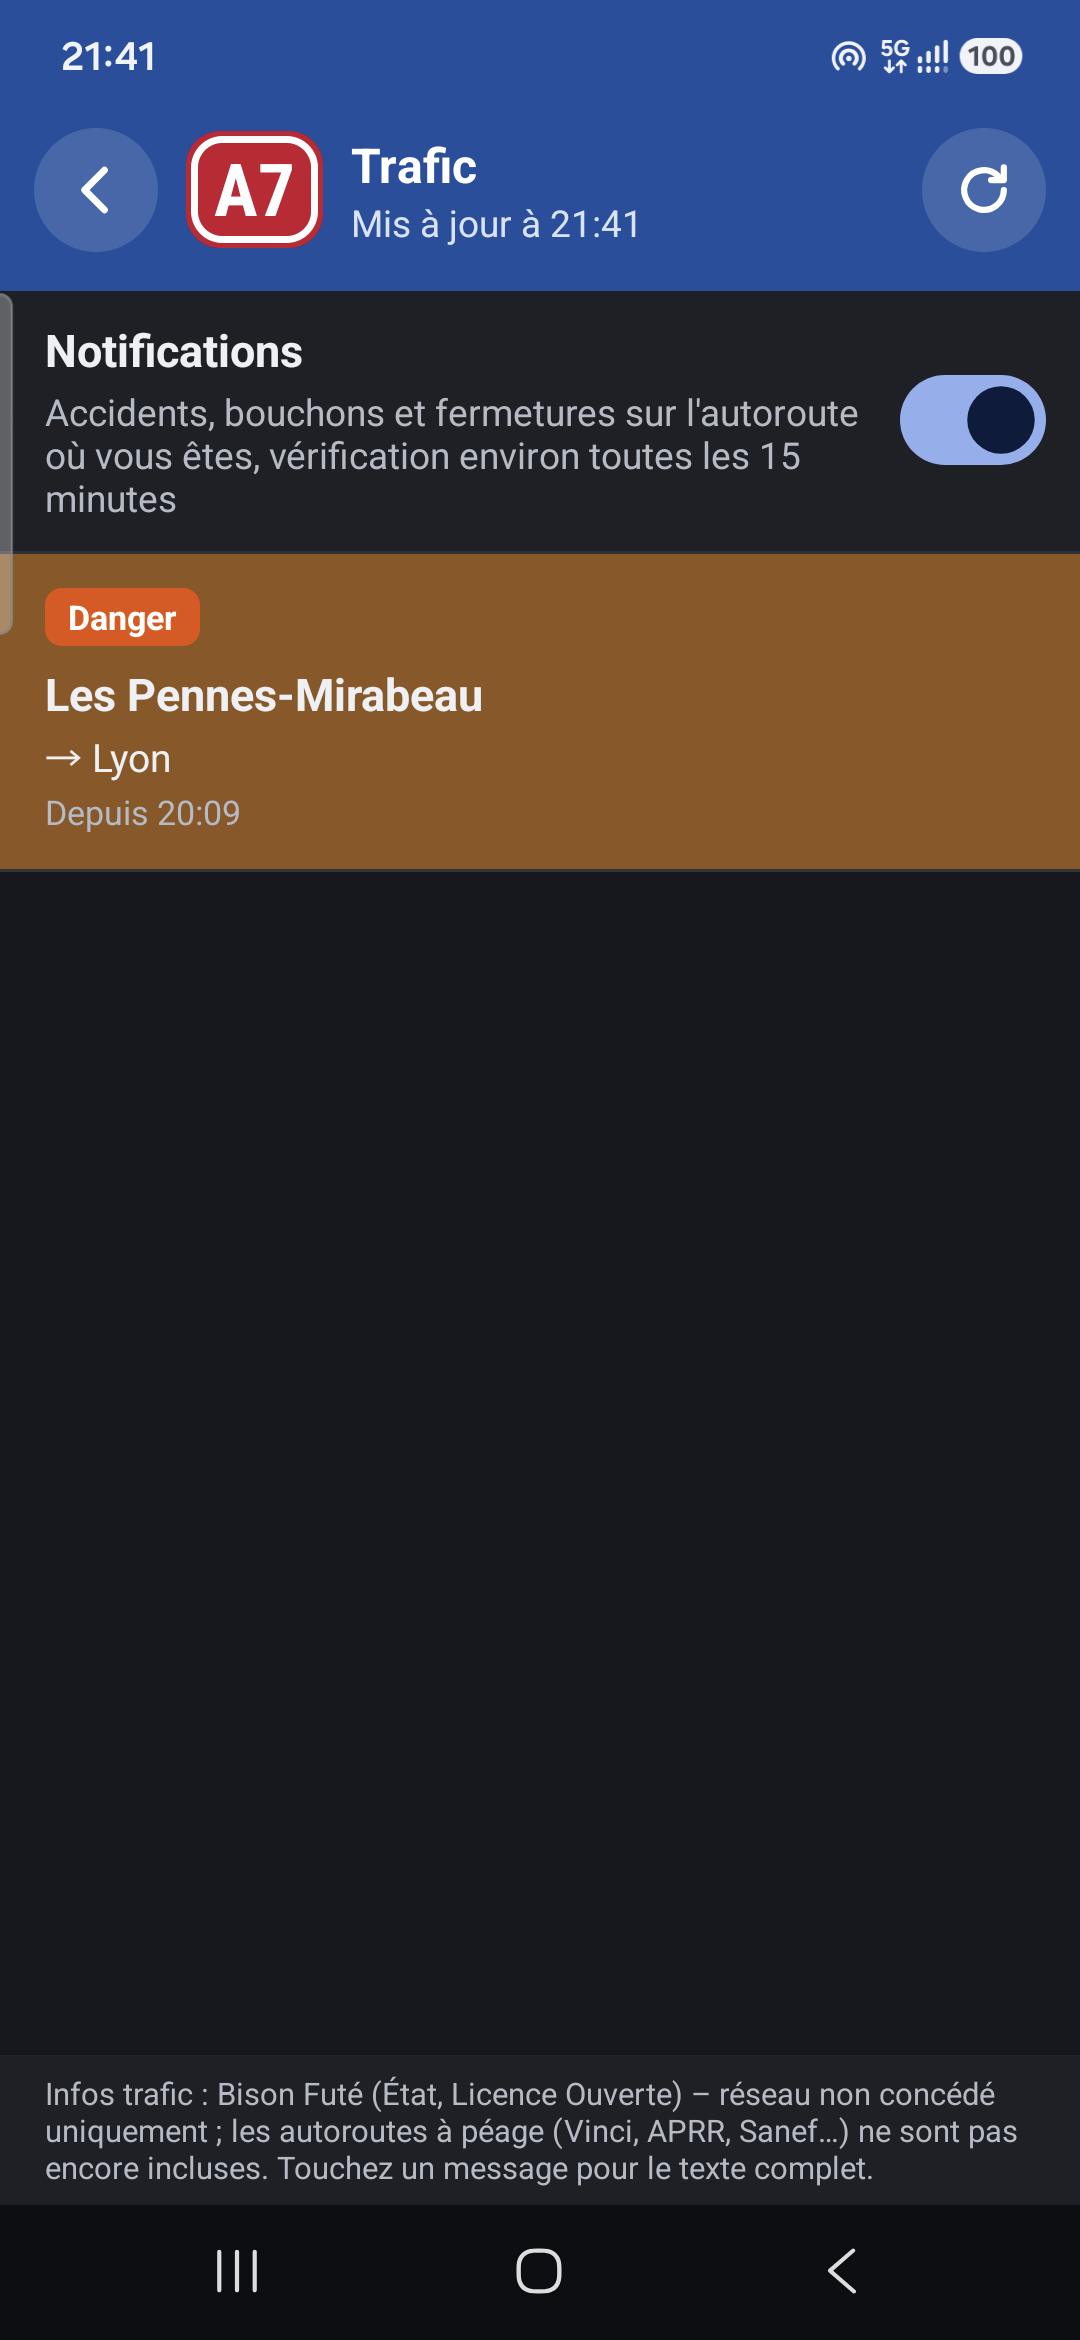 21:41
5G
100
A7
Trafic
Mis à jour à 21:41
Notifications
Accidents, bouchons et fermetures sur l'autoroute
où vous êtes, vérification environ toutes les 15
minutes
Danger
Les Pennes-Mirabeau
→ Lyon
Depuis 20:09
Infos trafic : Bison Futé (État, Licence Ouverte) – réseau non concédé
uniquement ; les autoroutes à péage (Vinci, APRR, Sanef…) ne sont pas
encore incluses. Touchez un message pour le texte complet.